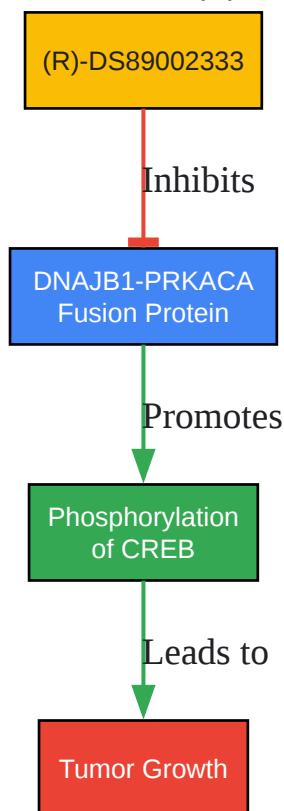 (R)-DS89002333
Inhibits
DNAJB1-PRKACA
Fusion Protein
Promotes
Phosphorylation
of CREB
Leads to
Tumor Growth